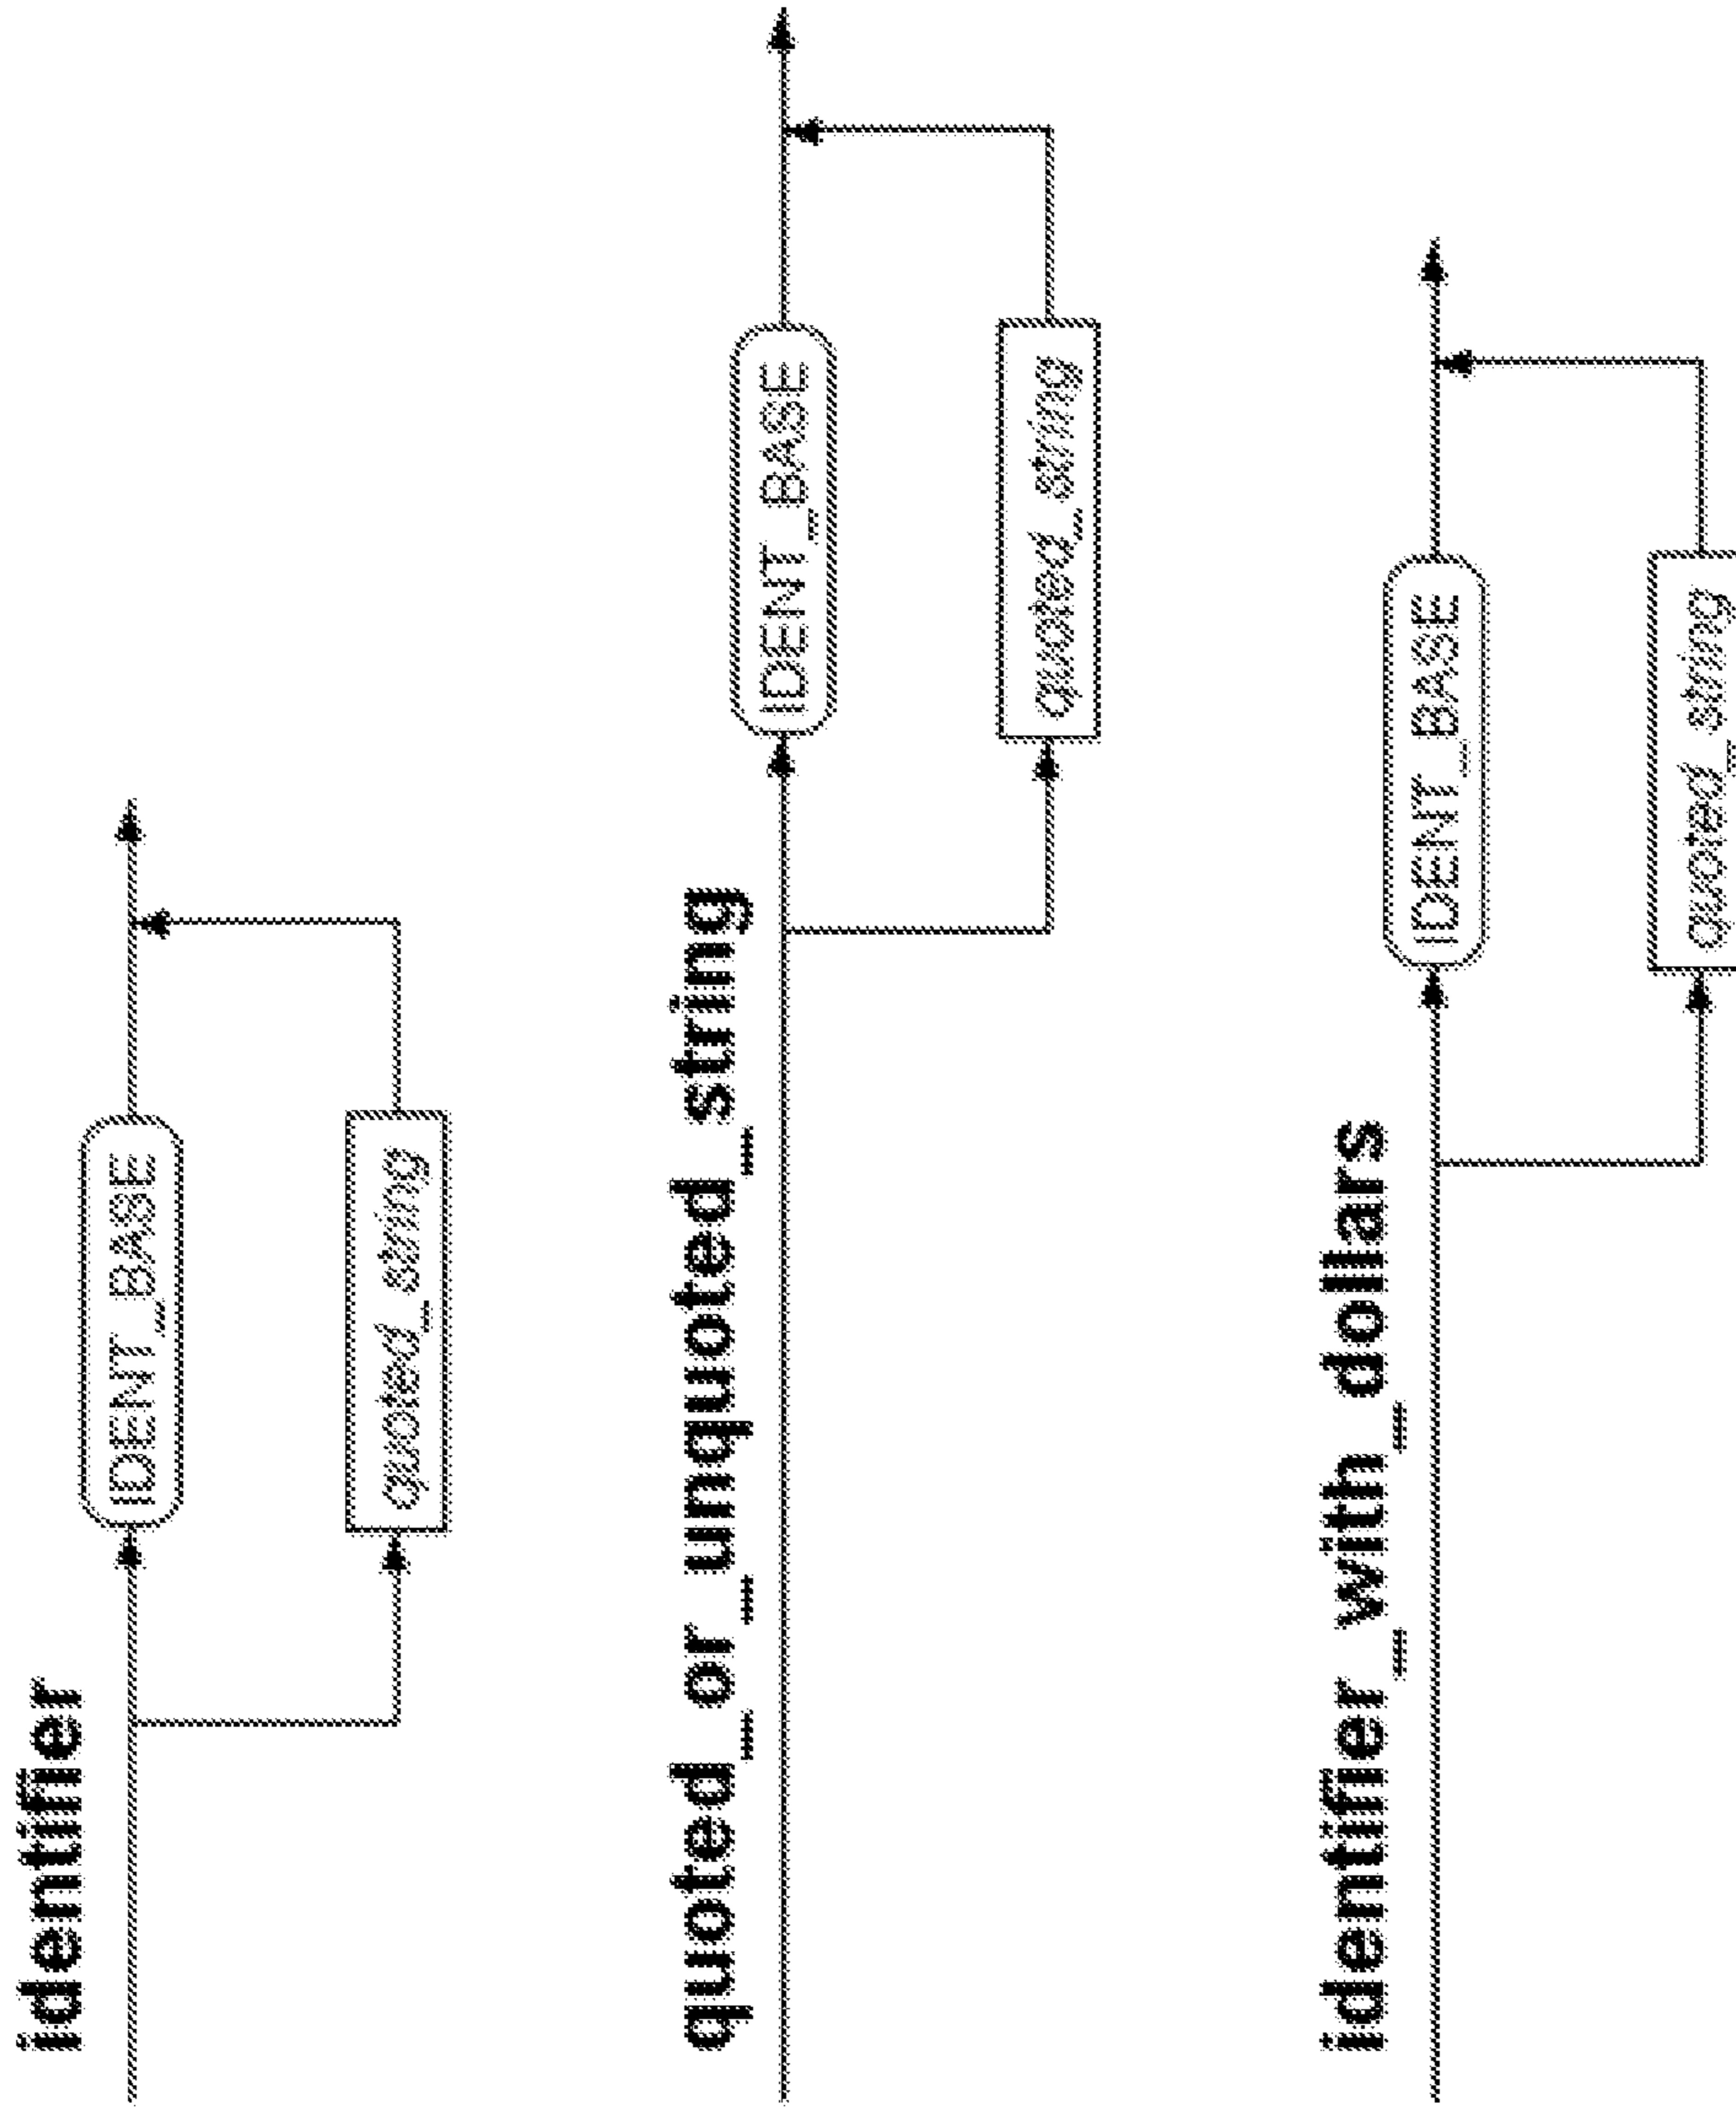 identifier
IDENT_BASE
quoted_string
quoted_or_unquoted_string
IDENT_BASE
quoted_string
identifier_with_dollars
IDENT_BASE
quoted_string